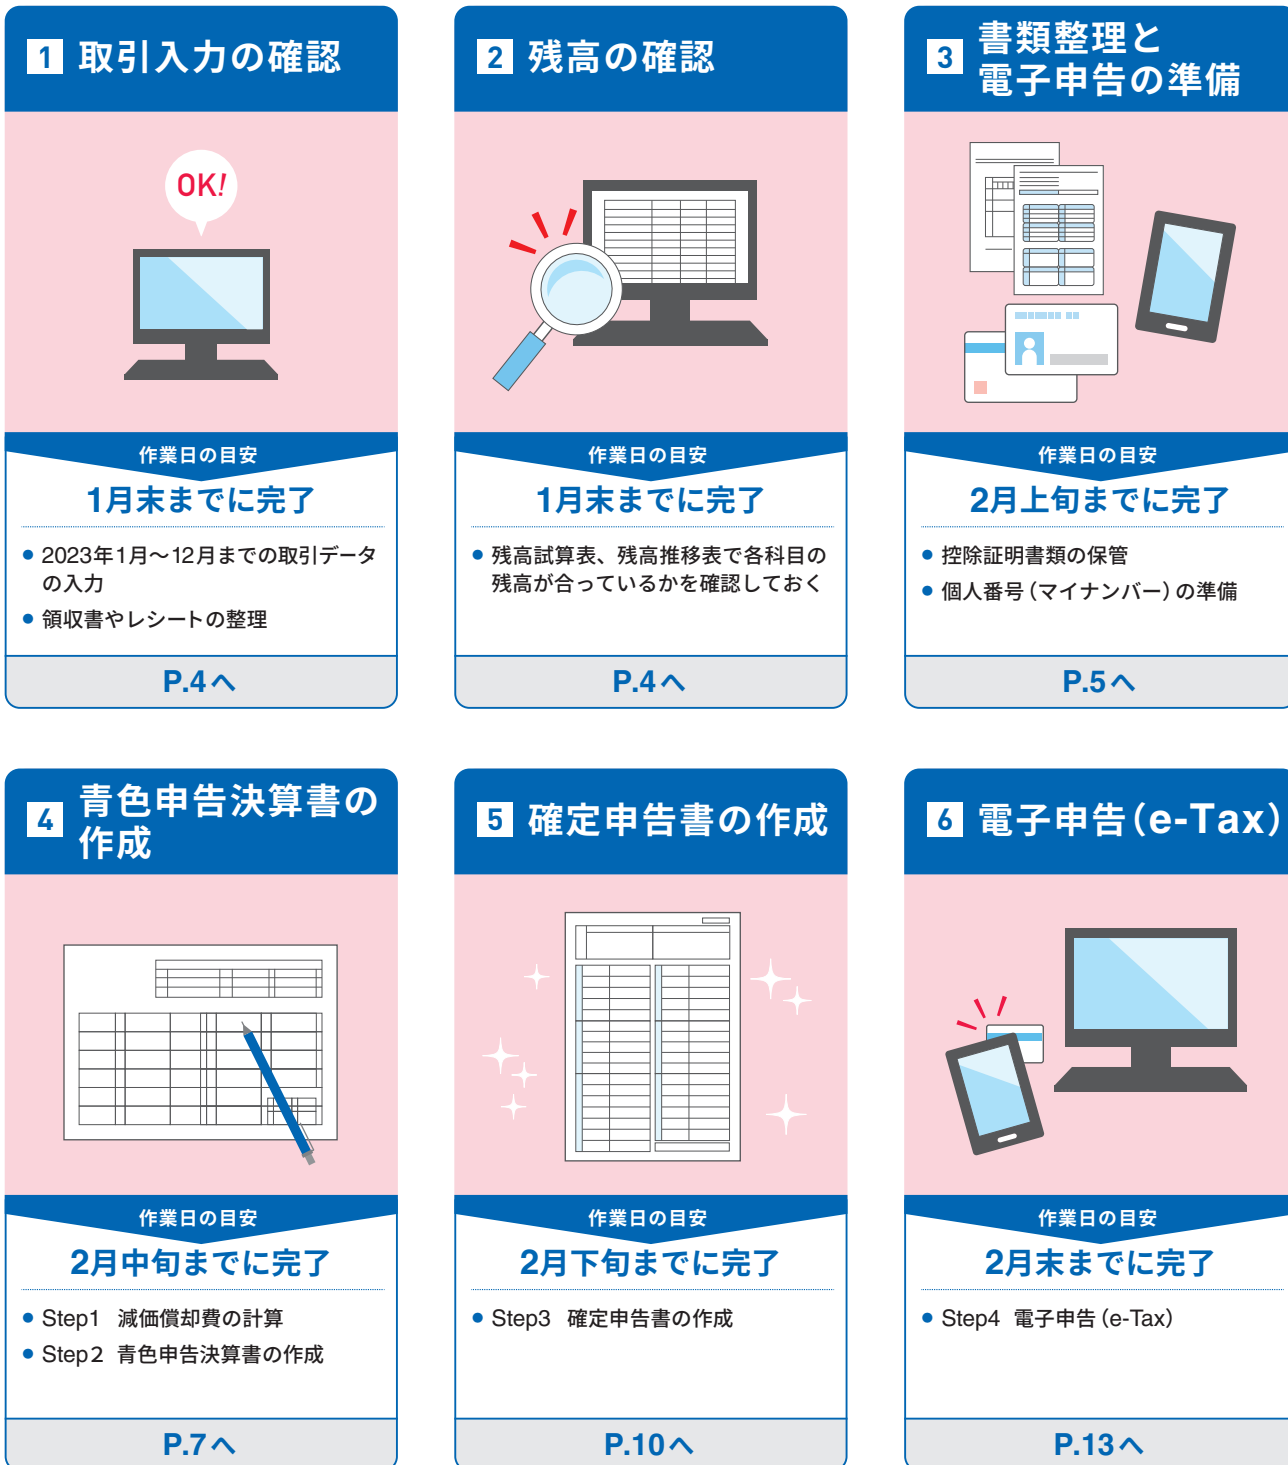 1 取引入力の確認
OK!
作業日の目安
1月末までに完了
● 2023年1月～12月までの取引データ
の入力
● 領収書やレシートの整理
P.4へ
2 残高の確認
作業日の目安
1月末までに完了
● 残高試算表、残高推移表で各科目の
残高が合っているかを確認しておく
P.4へ
3 書類整理と
電子申告の準備
作業日の目安
2月上旬までに完了
● 控除証明書類の保管
● 個人番号（マイナンバー）の準備
P.5へ
4 青色申告決算書の
作成
作業日の目安
2月中旬までに完了
● Step1 減価償却費の計算
● Step2 青色申告決算書の作成
P.7へ
5 確定申告書の作成
作業日の目安
2月下旬までに完了
● Step3 確定申告書の作成
P.10へ
6 電子申告（e-Tax）
作業日の目安
2月末までに完了
● Step4 電子申告（e-Tax）
P.13へ